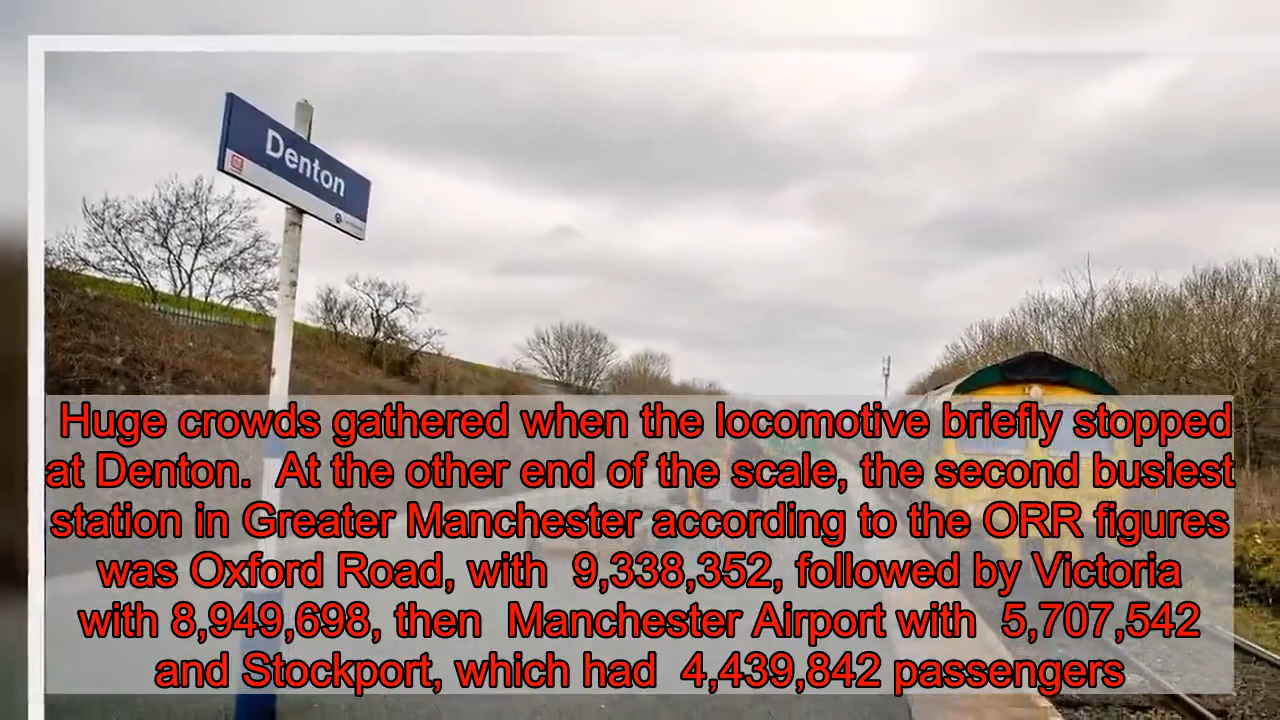 Denton
Huge crowds gathered when the locomotive briefly stopped
at Denton.  At the other end of the scale, the second busiest
station in Greater Manchester according to the ORR figures
was Oxford Road, with  9,338,352, followed by Victoria
with 8,949,698, then  Manchester Airport with  5,707,542
and Stockport, which had  4,439,842 passengers